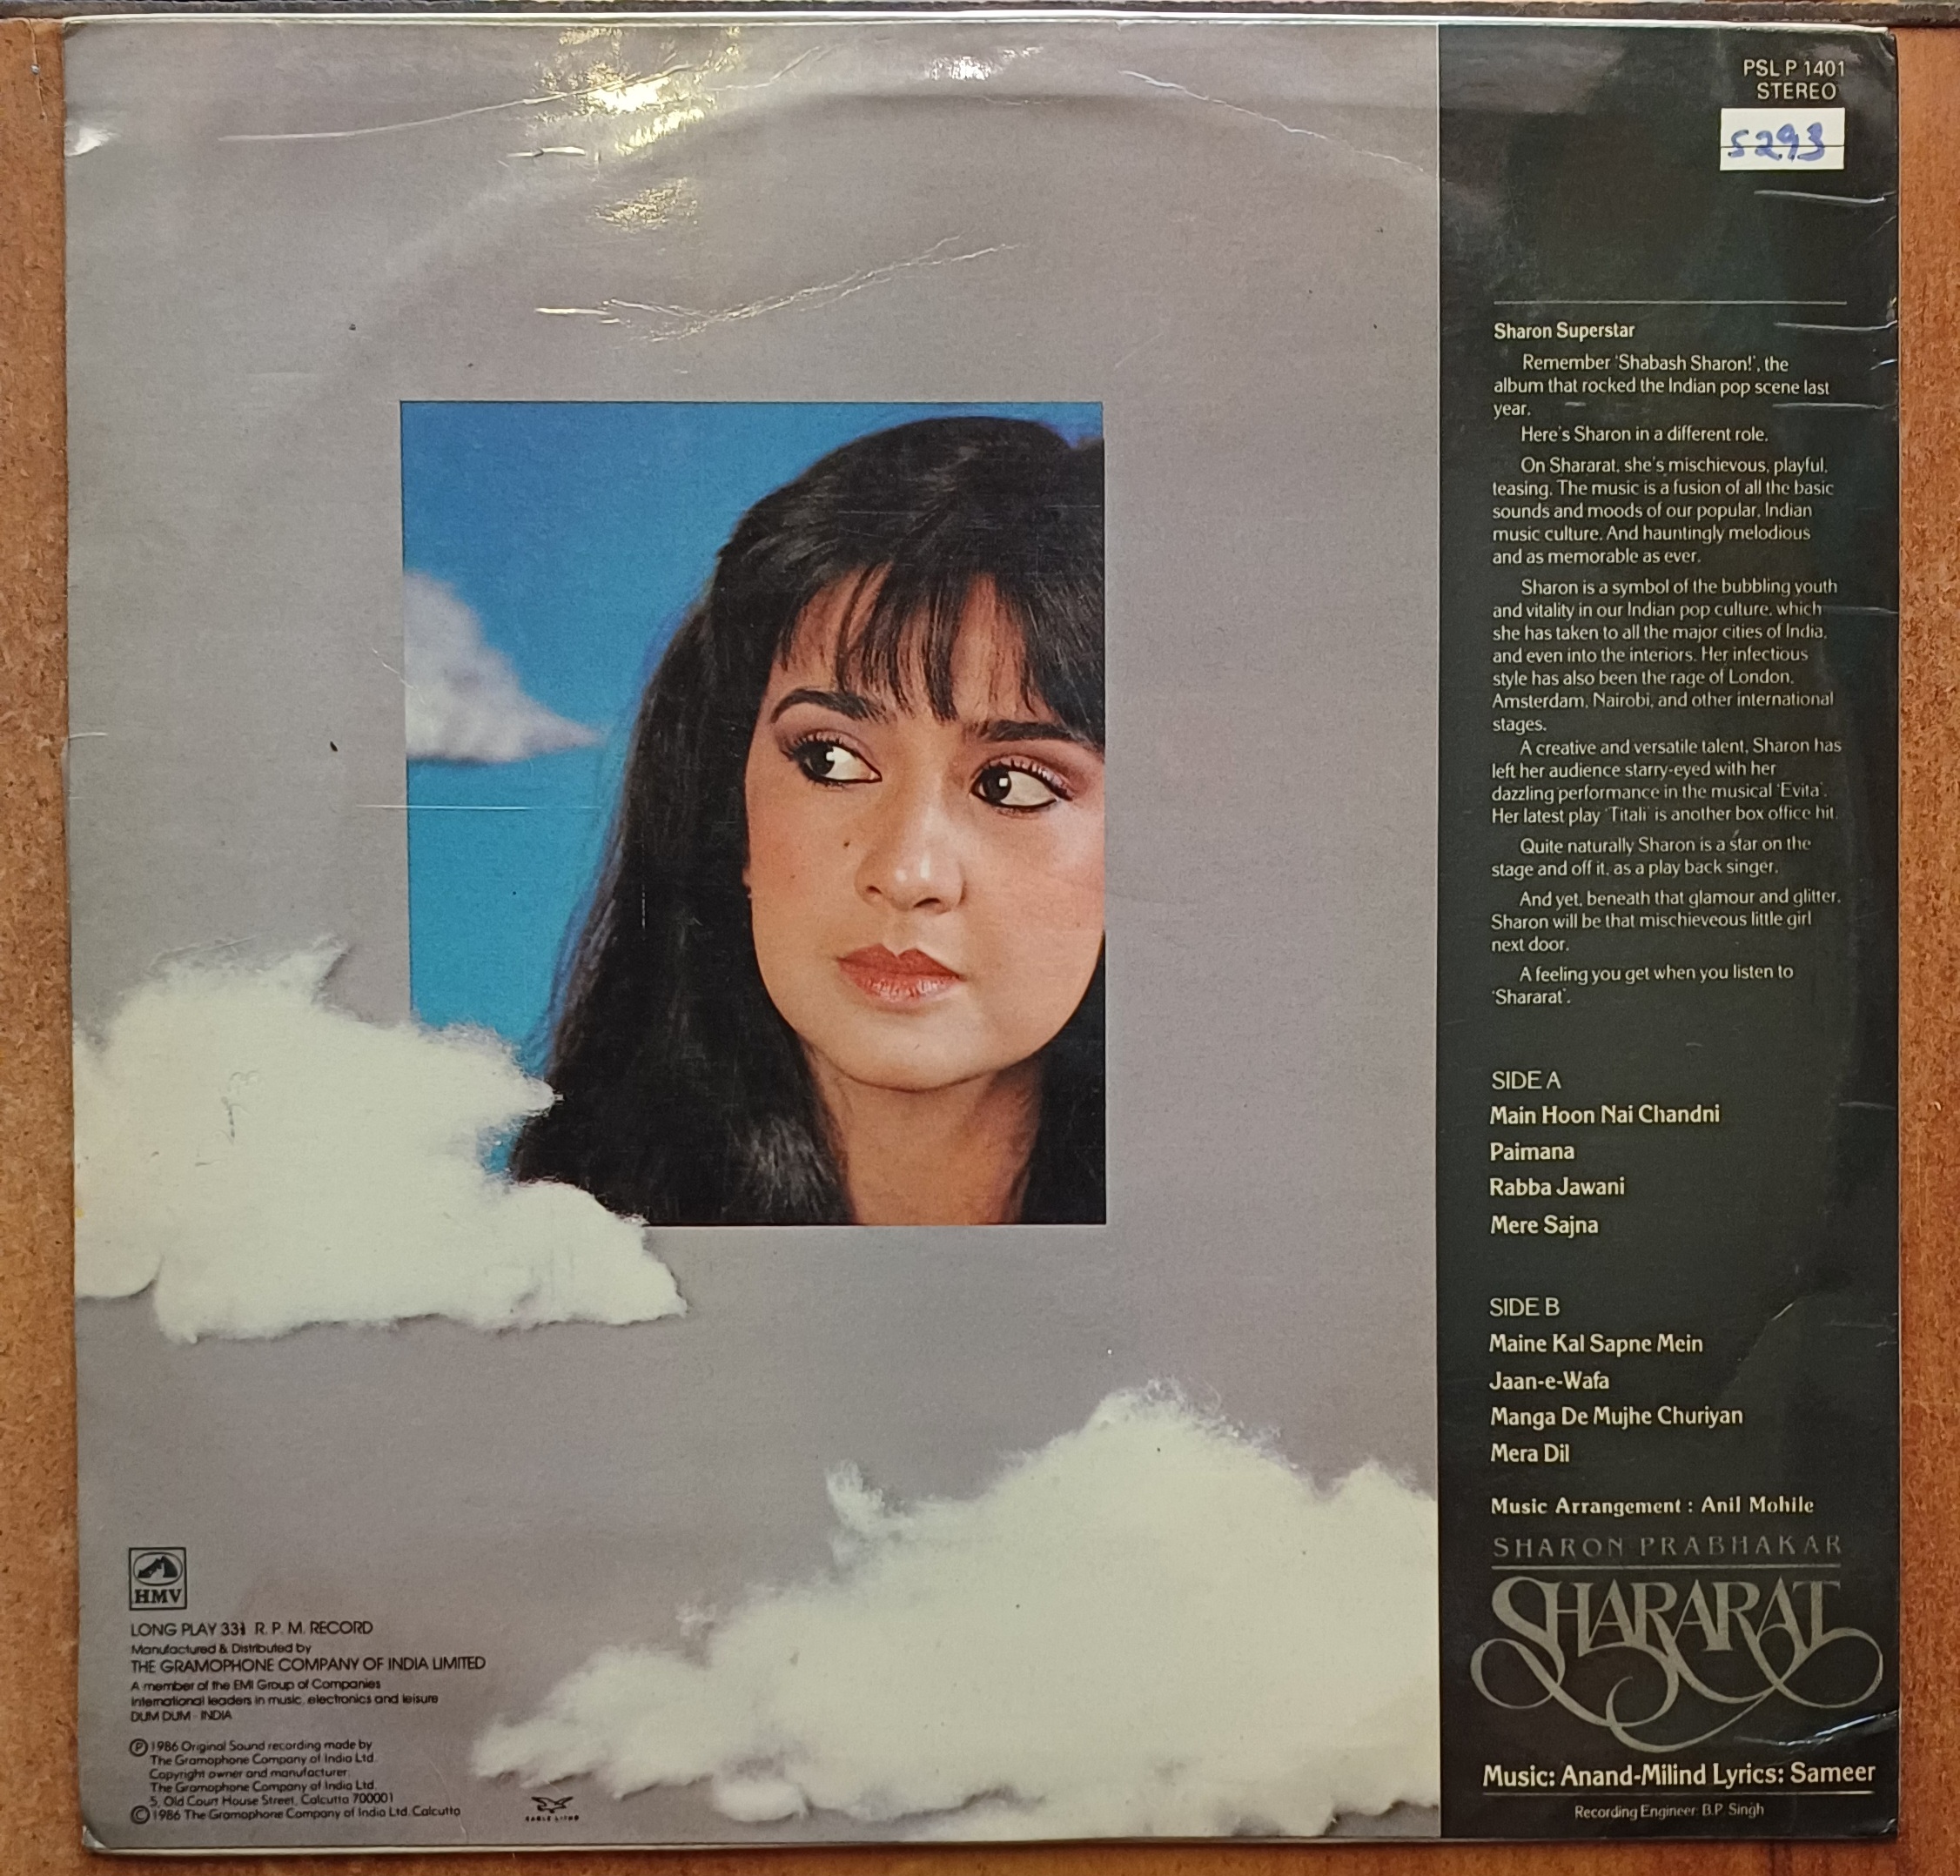 PSLP 1401
STEREO
5293
Sharon Superstar
Remember 'Shabash Sharon!', the
album that rocked the Indian pop scene last
year.
Here's Sharon in a different role.
On Shararat, she's mischievous, playful,
teasing. The music is a fusion of all the basic
sounds and moods of our popular, Indian
music culture. And hauntingly melodious
and as memorable as ever.
Sharon is a symbol of the bubbling youth
and vitality in our Indian pop culture, which
she has taken to all the major cities of India,
and even into the interiors. Her infectious
style has also been the rage of London,
Amsterdam, Nairobi, and other international
stages.
A creative and versatile talent, Sharon has
left her audience starry-eyed with her
dazzling performance in the musical 'Evita'.
Her latest play 'Titali' is another box office hit.
Quite naturally Sharon is a star on the
stage and off it, as a play back singer.
And yet, beneath that glamour and glitter,
Sharon will be that mischieveous little girl
next door.
A feeling you get when you listen to
'Shararat'.
SIDE A
Main Hoon Nai Chandni
Paimana
Rabba Jawani
Mere Sajna
SIDE B
Maine Kal Sapne Mein
Jaan-e-Wafa
Manga De Mujhe Churiyan
Mera Dil
Music Arrangement : Anil Mohile
SHARON PRABHAKAR
SHARARAT
Music: Anand-Milind Lyrics: Sameer
Recording Engineer: B.P. Singh
HMV
LONG PLAY 33⅓ R. P. M. RECORD
Manufactured & Distributed by
THE GRAMOPHONE COMPANY OF INDIA LIMITED
A member of the EMI Group of Companies
International leaders in music, electronics and leisure
DUM DUM - INDIA
℗ 1986 Original Sound recording made by
The Gramophone Company of India Ltd.
Copyright owner and manufacturer:
The Gramophone Company of India Ltd.
5, Old Court House Street, Calcutta 700001
© 1986 The Gramophone Company of India Ltd. Calcutta
EAGLE LITHO